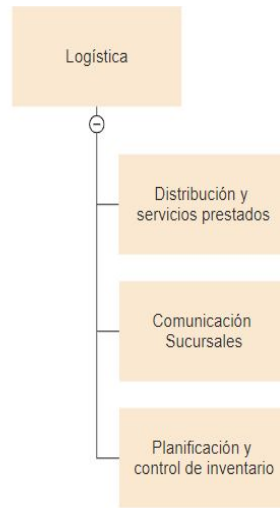 Logística
Distribución y
servicios prestados
Comunicación
Sucursales
Planificación y
control de inventario